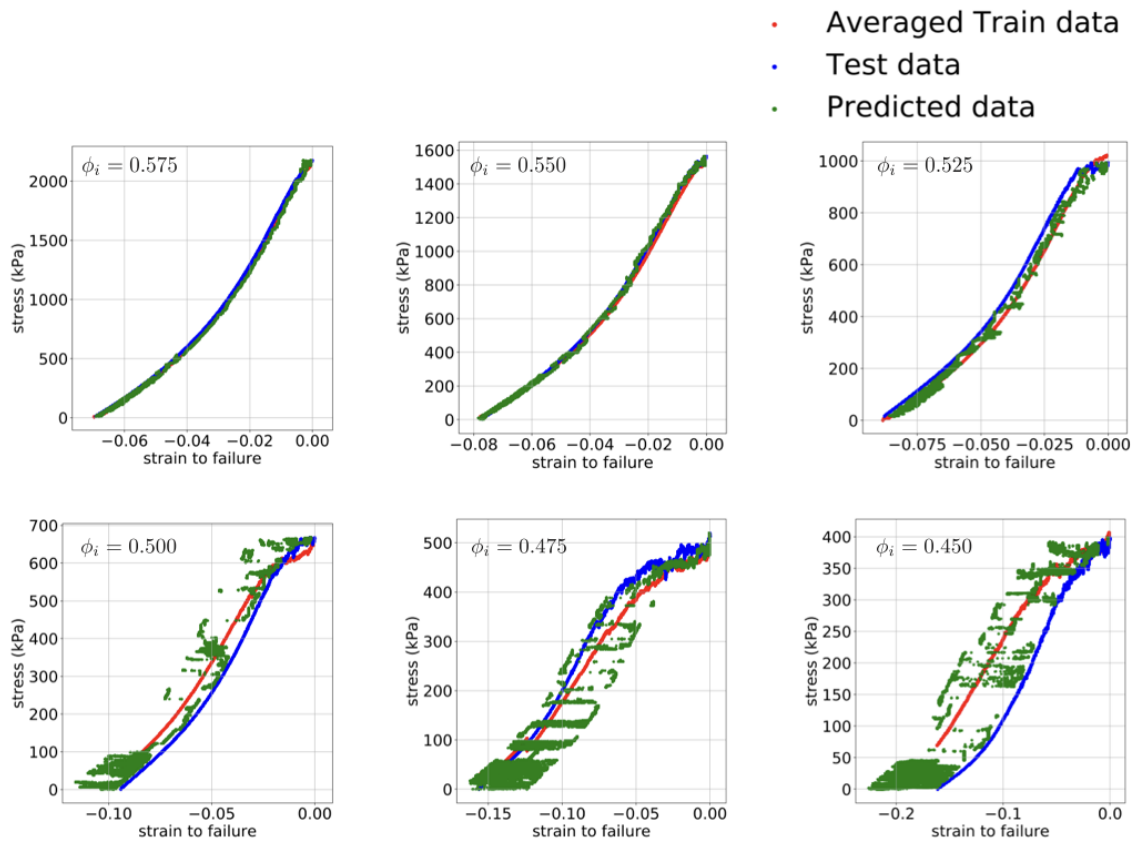 Averaged Train data
Test data
Predicted data
ϕi = 0.575
stress (kPa)
2000
1500
1000
500
0
−0.06 −0.04 −0.02 0.00
strain to failure
ϕi = 0.550
stress (kPa)
1600
1400
1200
1000
800
600
400
200
0
−0.08 −0.06 −0.04 −0.02 0.00
strain to failure
ϕi = 0.525
stress (kPa)
1000
800
600
400
200
0
−0.075 −0.050 −0.025 0.000
strain to failure
ϕi = 0.500
stress (kPa)
700
600
500
400
300
200
100
0
−0.10 −0.05 0.00
strain to failure
ϕi = 0.475
stress (kPa)
500
400
300
200
100
0
−0.15 −0.10 −0.05 0.00
strain to failure
ϕi = 0.450
stress (kPa)
400
350
300
250
200
150
100
50
0
−0.2 −0.1 0.0
strain to failure